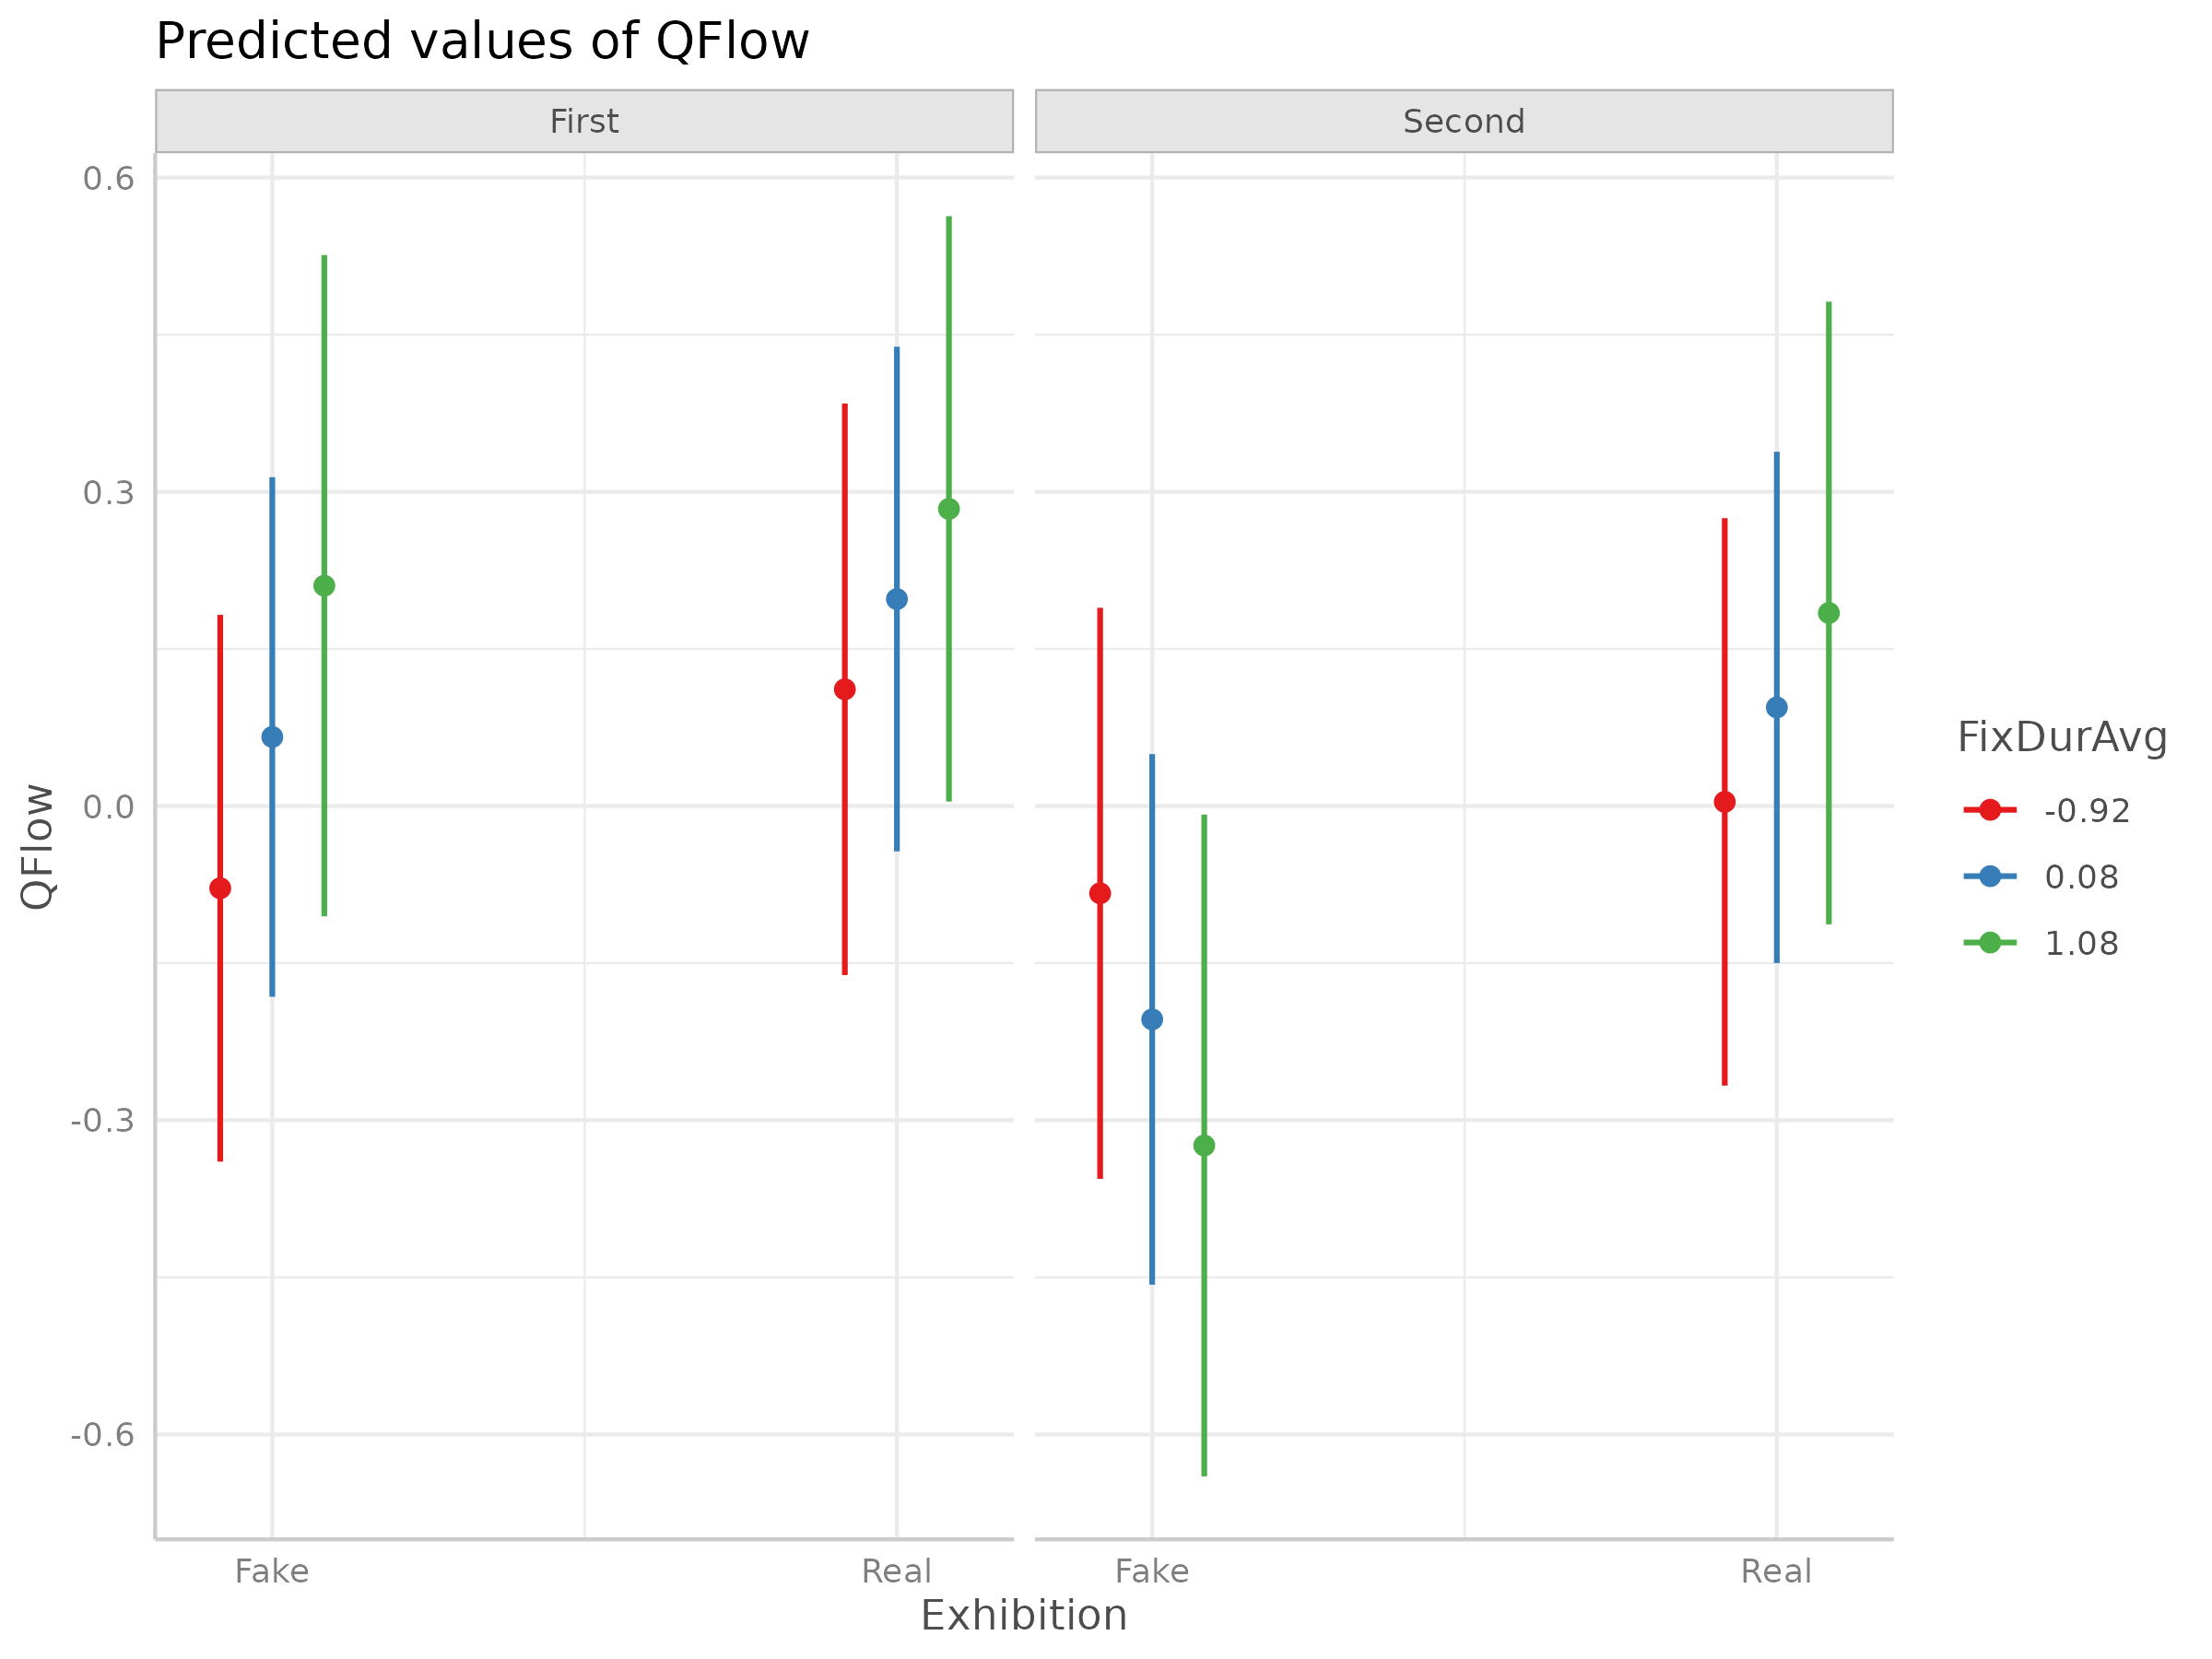 Predicted values of QFlow
First
Second
0.6
0.3
0.0
-0.3
-0.6
QFlow
Fake
Real
Fake
Real
Exhibition
FixDurAvg
-0.92
0.08
1.08